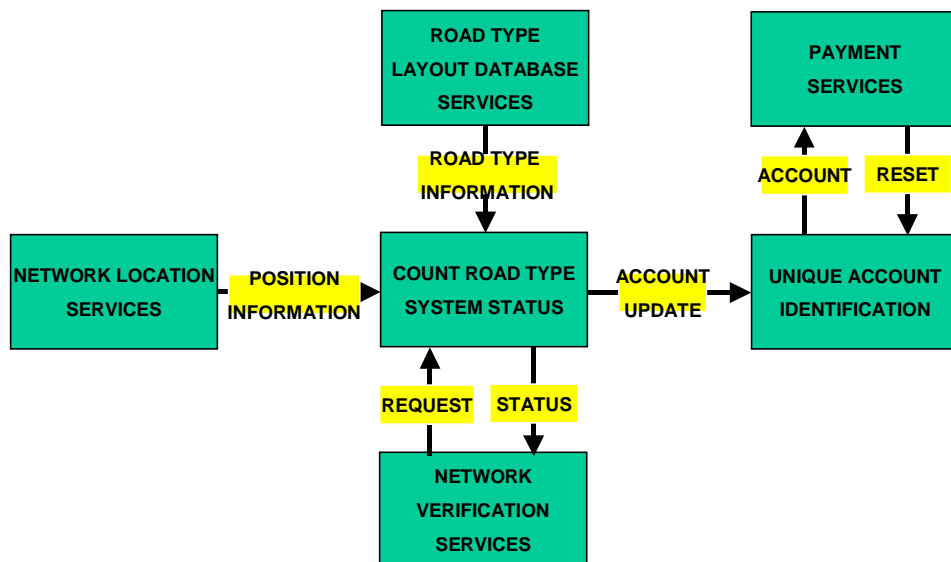 ROAD TYPE
LAYOUT DATABASE
SERVICES
PAYMENT
SERVICES
ROAD TYPE
INFORMATION
ACCOUNT
RESET
NETWORK LOCATION
SERVICES
POSITION
INFORMATION
COUNT ROAD TYPE
SYSTEM STATUS
ACCOUNT
UPDATE
UNIQUE ACCOUNT
IDENTIFICATION
REQUEST
STATUS
NETWORK
VERIFICATION
SERVICES